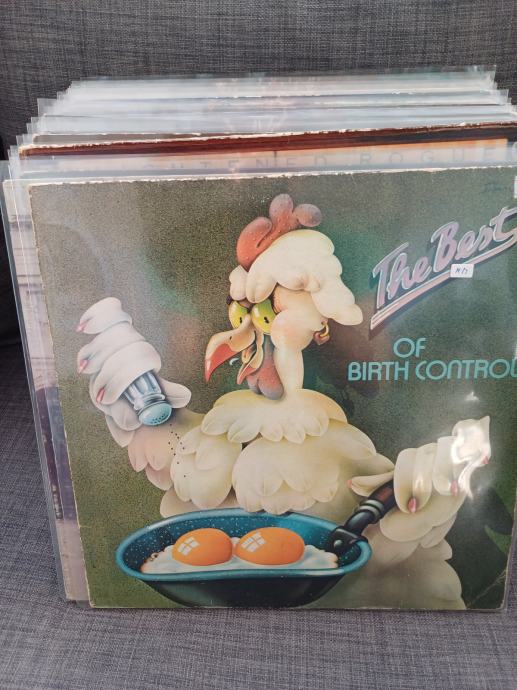 The Best
OF
BIRTH CONTROL